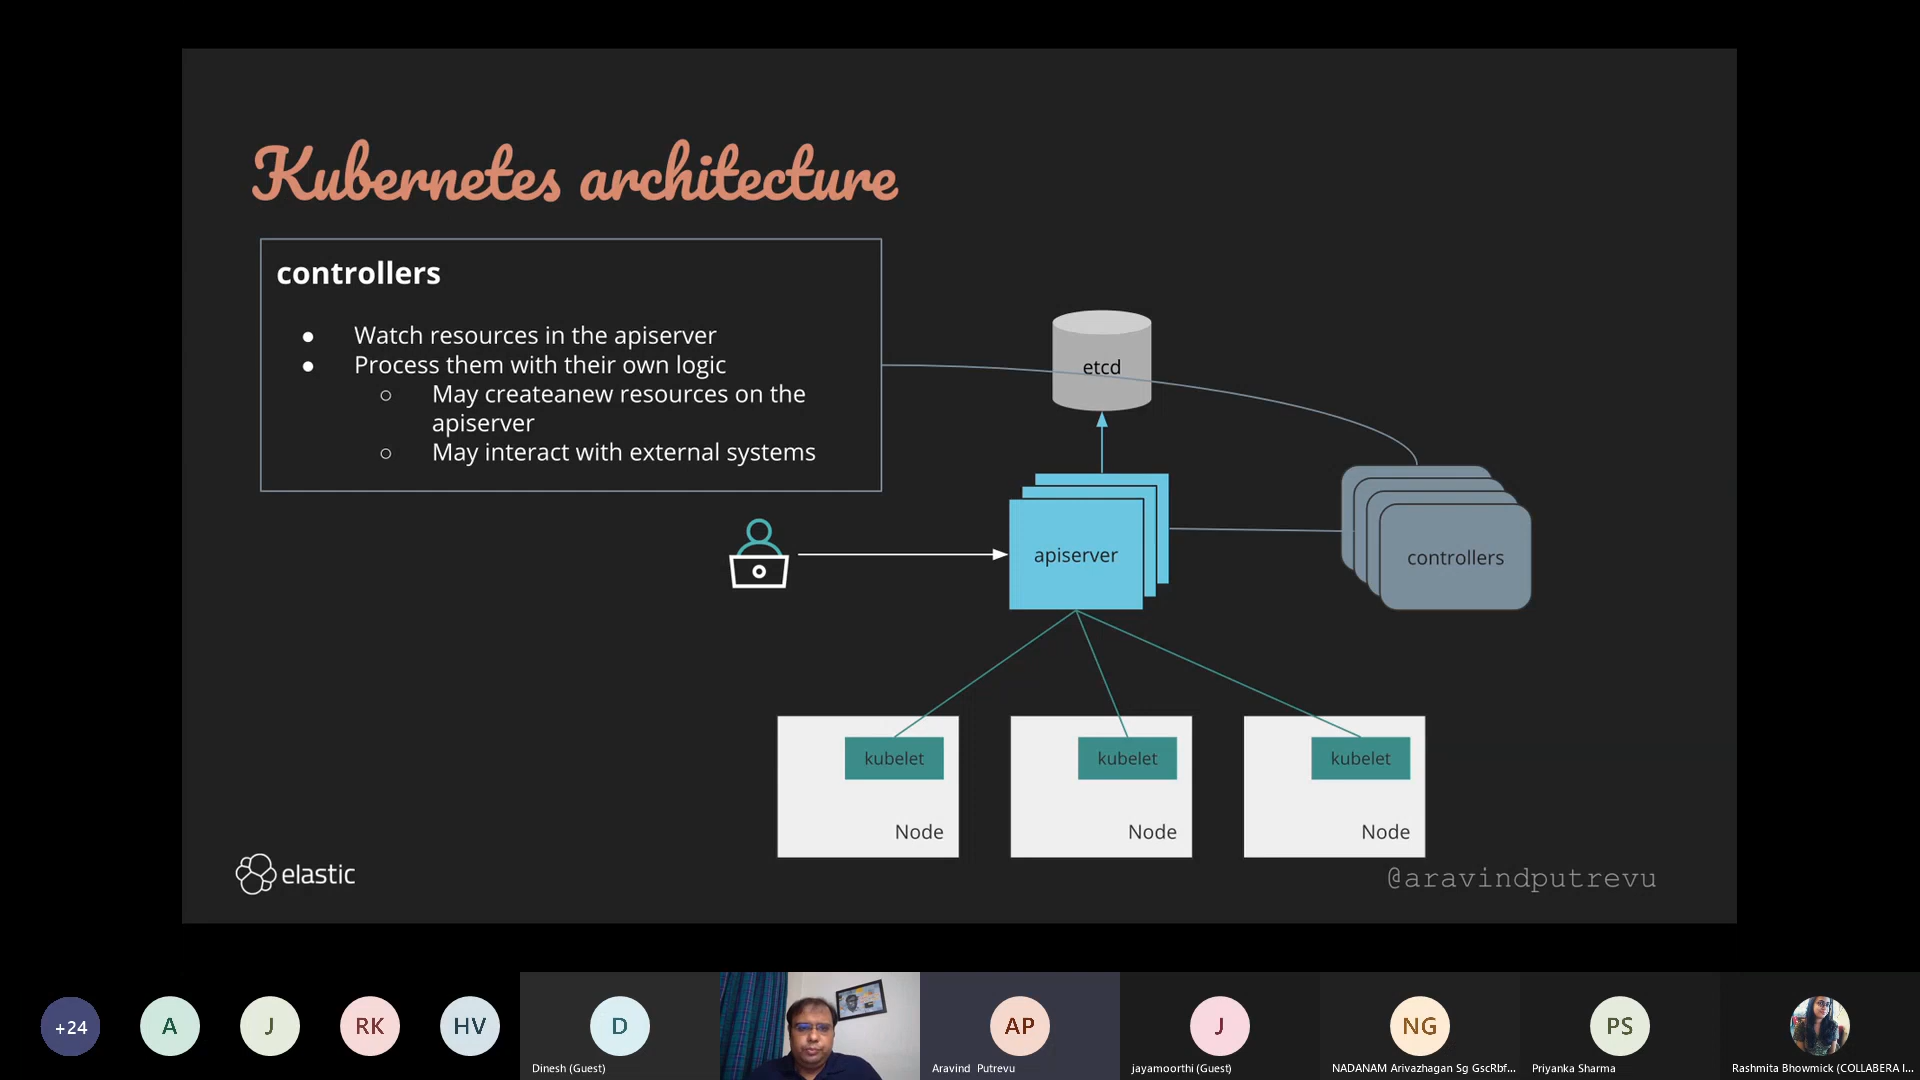 Kubernetes architecture
controllers
● Watch resources in the apiserver
● Process them with their own logic
○ May createanew resources on the
apiserver
○ May interact with external systems
etcd
apiserver
controllers
kubelet
kubelet
kubelet
Node
Node
Node
elastic
@aravindputrevu
+24
A
J
RK
HV
D
AP
J
NG
PS
Dinesh (Guest)
Aravind Putrevu
jayamoorthi (Guest)
NADANAM Arivazhagan Sg GscRbf...
Priyanka Sharma
Rashmita Bhowmick (COLLABERA I...